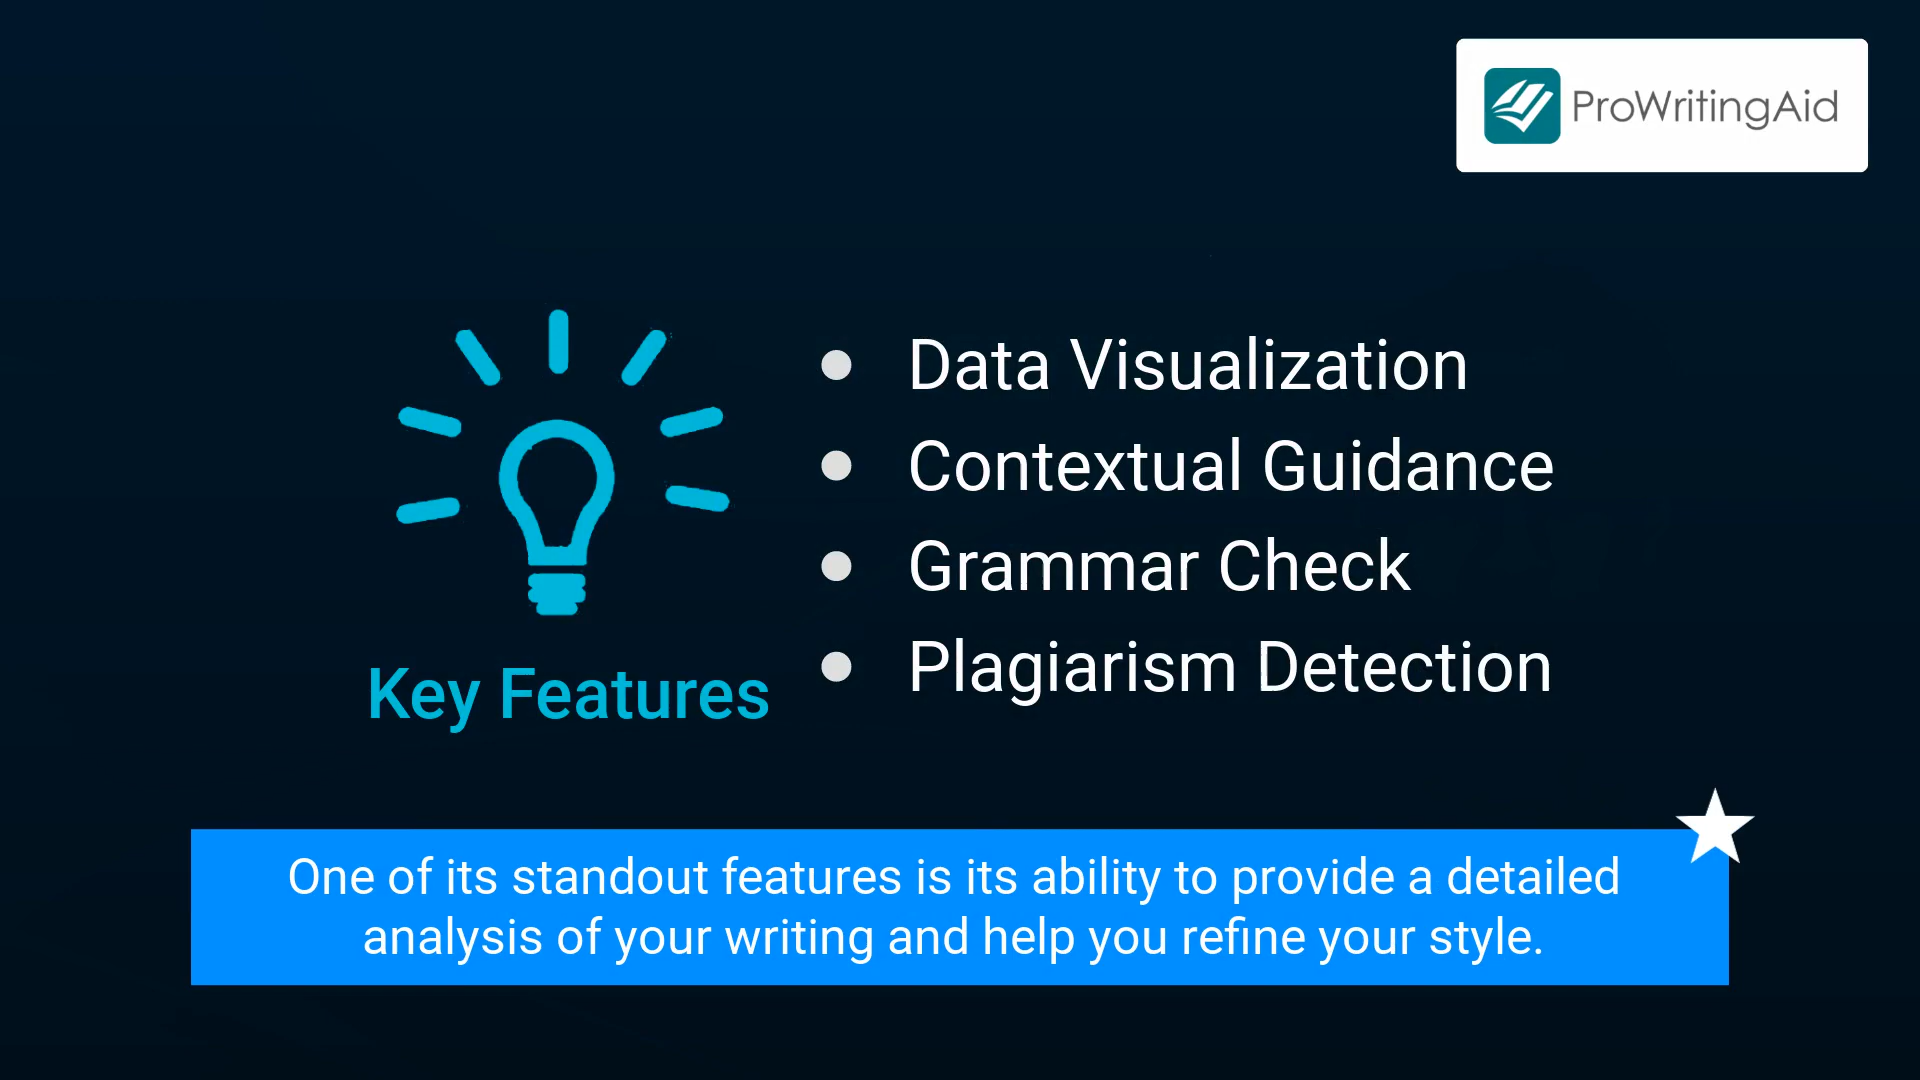 ProWritingAid
Data Visualization
Contextual Guidance
Grammar Check
Plagiarism Detection
Key Features
One of its standout features is its ability to provide a detailed
analysis of your writing and help you refine your style.